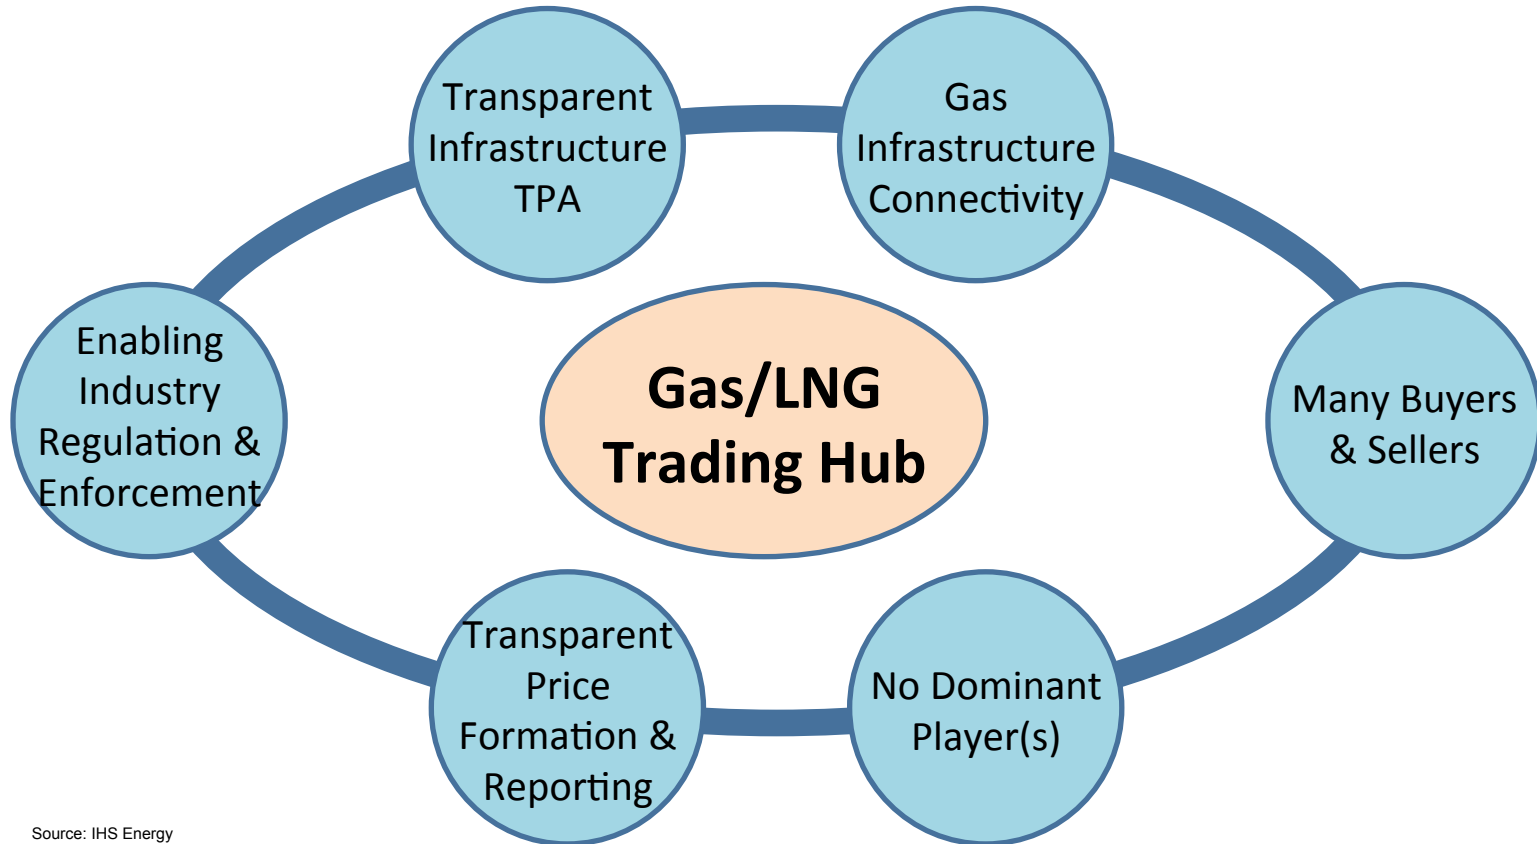 Transparent
Infrastructure
TPA
Gas
Infrastructure
Connectivity
Enabling
Industry
Regulation &
Enforcement
Gas/LNG
Trading Hub
Many Buyers
& Sellers
Transparent
Price
Formation &
Reporting
No Dominant
Player(s)
Source: IHS Energy